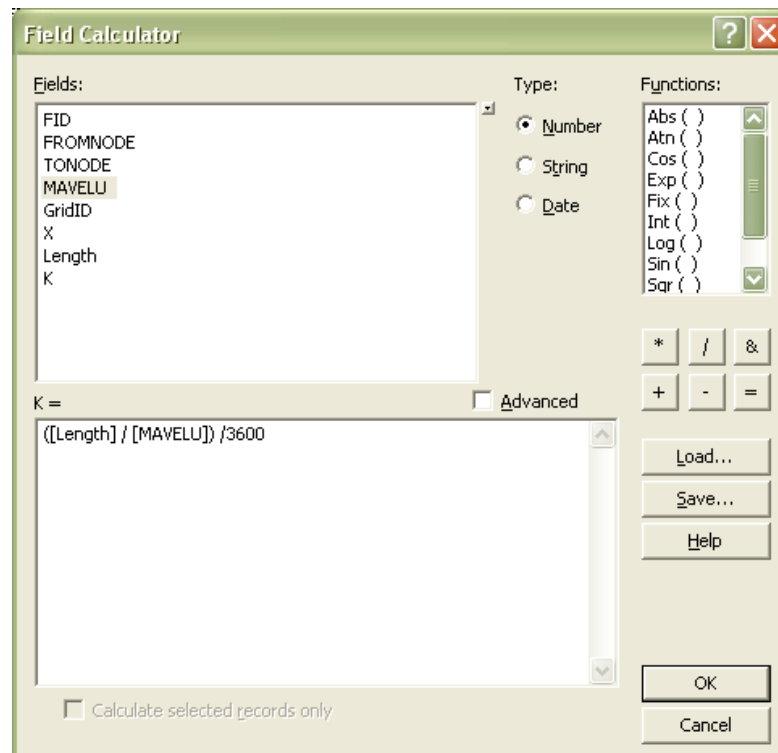 Field Calculator
Fields:
Type:
Functions:
FID
FROMNODE
TONODE
MAVELU
GridID
X
Length
K
Number
String
Date
Abs ( )
Atn ( )
Cos ( )
Exp ( )
Fix ( )
Int ( )
Log ( )
Sin ( )
Sqr ( )
* / &
+ - =
K =
Advanced
([Length] / [MAVELU]) /3600
Load...
Save...
Help
Calculate selected records only
OK
Cancel